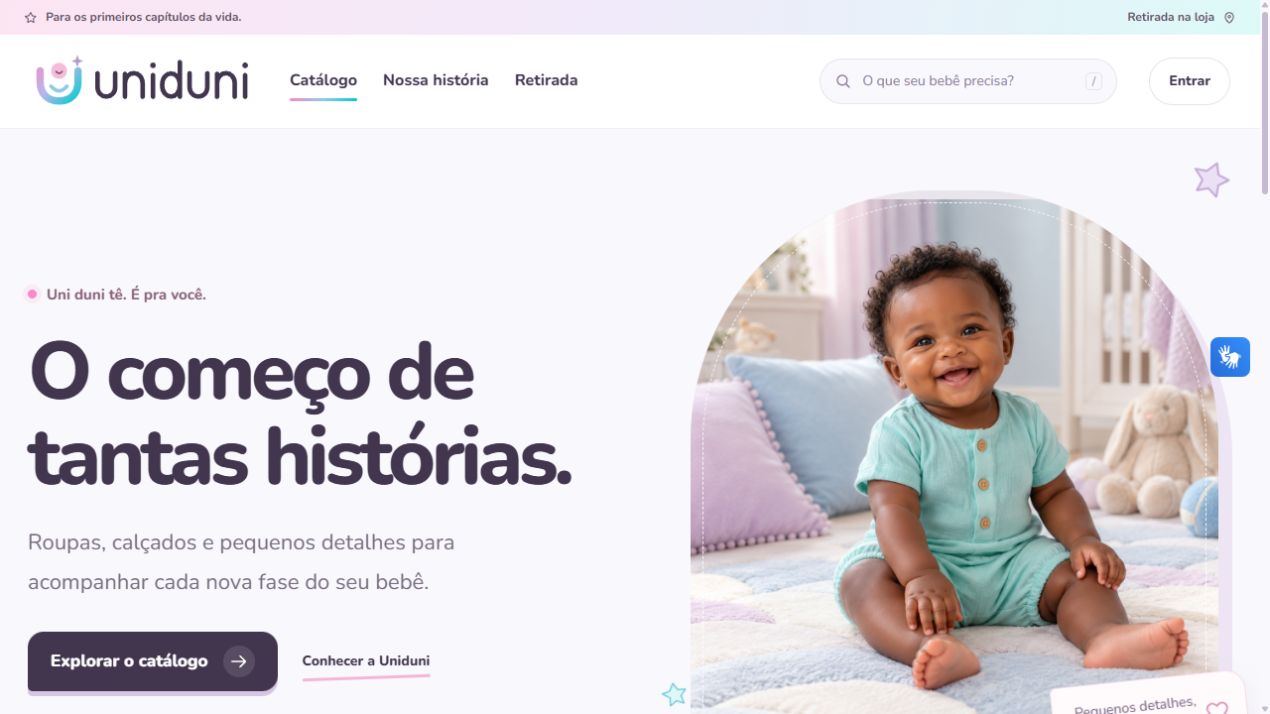 Para os primeiros capítulos da vida.
Retirada na loja
uniduni
Catálogo
Nossa história
Retirada
O que seu bebê precisa?
/
Entrar
Uni duni tê. É pra você.
O começo de
tantas histórias.
Roupas, calçados e pequenos detalhes para
acompanhar cada nova fase do seu bebê.
Explorar o catálogo
Conhecer a Uniduni
Pequenos detalhes,